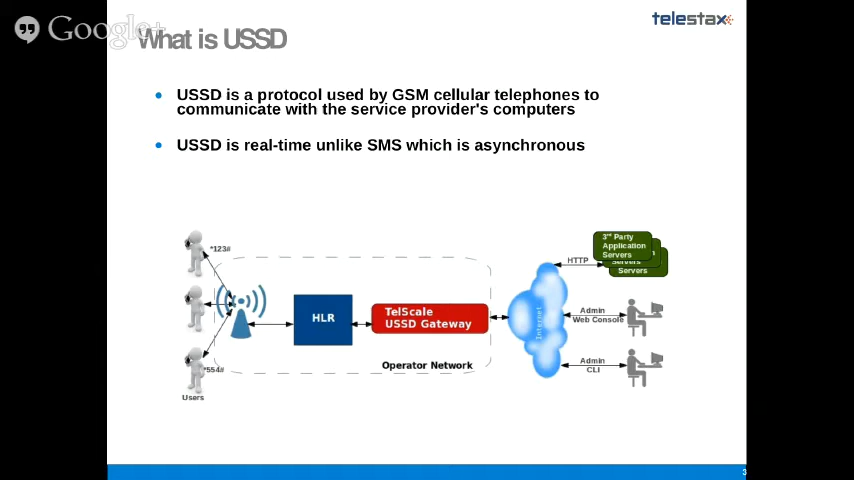 Google+
telestax
What is USSD
USSD is a protocol used by GSM cellular telephones to
communicate with the service provider's computers
USSD is real-time unlike SMS which is asynchronous
*123#
*554#
Users
HLR
TelScale
USSD Gateway
Operator Network
Internet
HTTP
3rd Party
Application
Servers
Servers
Servers
Admin
Web Console
Admin
CLI
3